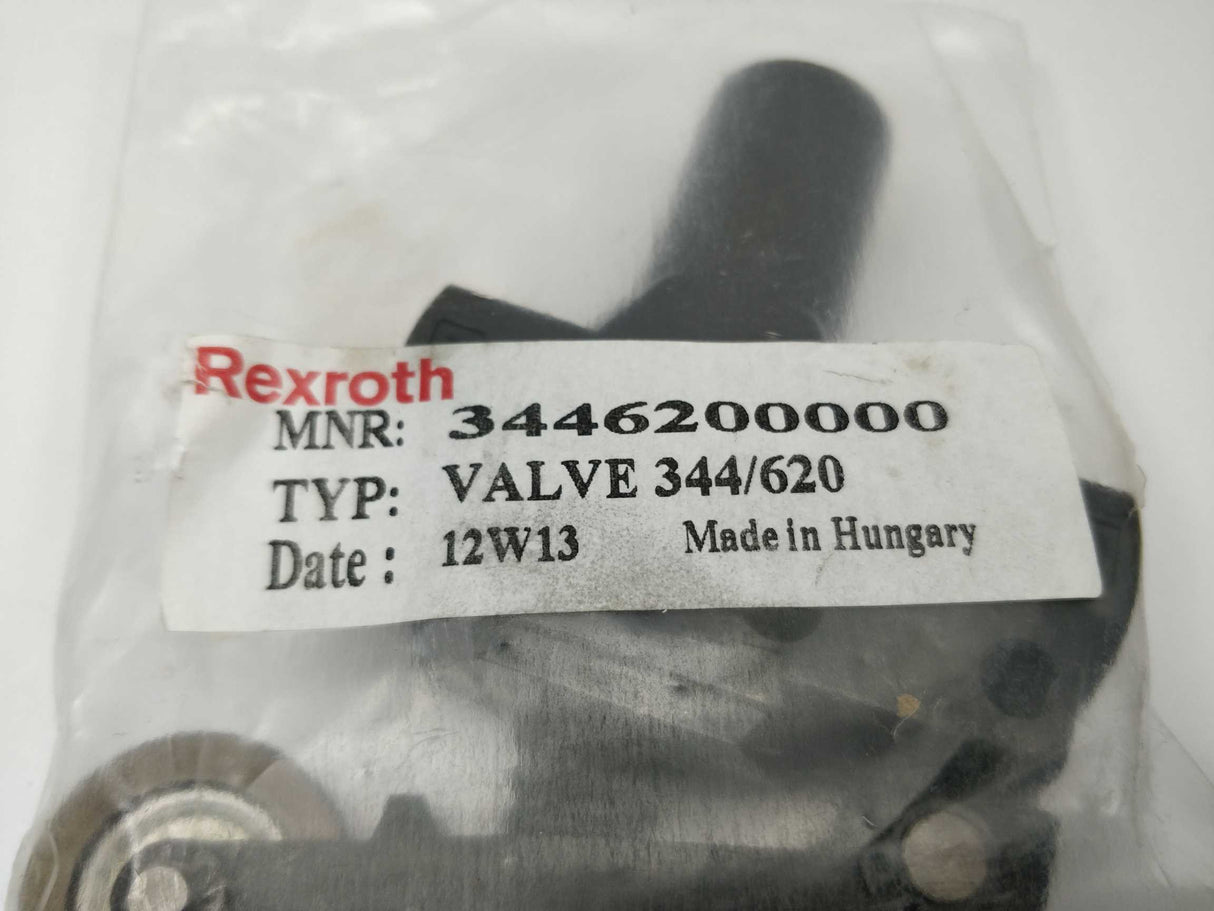 Rexroth
MNR: 3446200000
TYP: VALVE 344/620
Date : 12W13 Made in Hungary